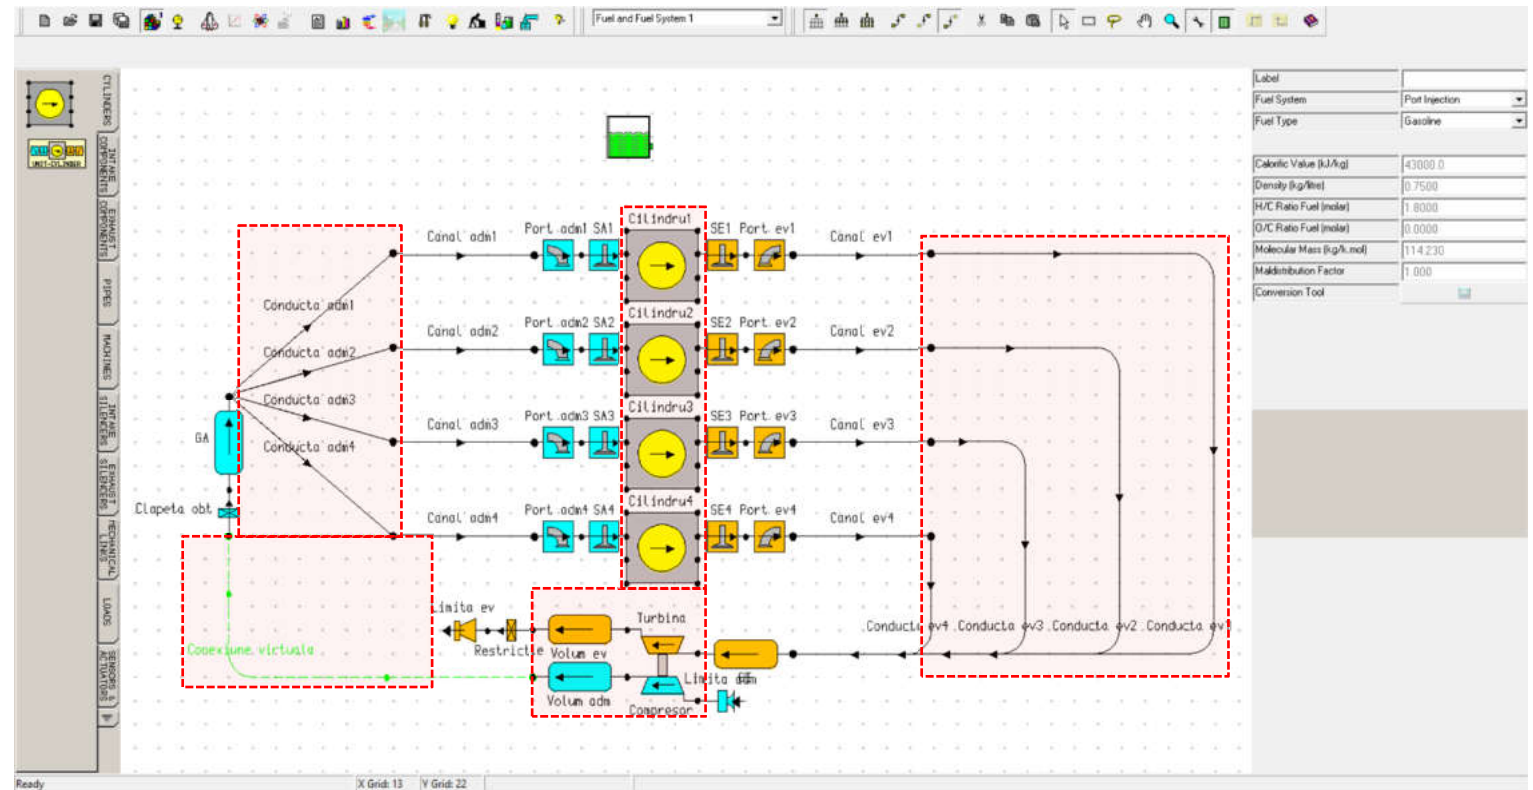 Fuel and Fuel System 1
CYLINDERS
UNIT-CYLINDER
INTAKE COMPONENTS
EXHAUST COMPONENTS
PIPES
MACHINES
INTAKE SILENCERS
EXHAUST SILENCERS
MECHANICAL LINKS
LOADS
SENSORS & ACTUATORS
Label
Fuel System Port Injection
Fuel Type Gasoline
Calorific Value (kJ/kg) 43000.0
Density (kg/litre) 0.7500
H/C Ratio Fuel (molar) 1.8000
O/C Ratio Fuel (molar) 0.0000
Molecular Mass (kg/k.mol) 114.230
Maldistribution Factor 1.000
Conversion Tool
Cilindru1
Canal adm1 Port adm1 SA1 SE1 Port ev1 Canal ev1
Conducta adm1
Cilindru2
Canal adm2 Port adm2 SA2 SE2 Port ev2 Canal ev2
Conducta adm2
Conducta adm3
Cilindru3
Canal adm3 Port adm3 SA3 SE3 Port ev3 Canal ev3
GA
Conducta adm4
Cilindru4
Clapeta obt
Canal adm4 Port adm4 SA4 SE4 Port ev4 Canal ev4
Limita ev
Turbina
Conducta ev4 Conducta ev3 Conducta ev2 Conducta ev1
Conexiune virtuala
Restrictie Volum ev
Limita adm
Volum adm
Compresor
Ready X Grid: 13 Y Grid: 22